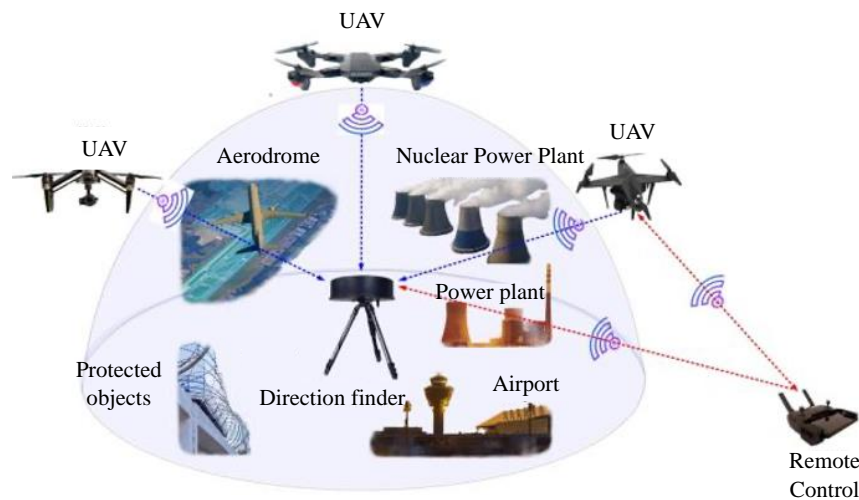 UAV
UAV
UAV
Aerodrome
Nuclear Power Plant
Power plant
Protected
objects
Direction finder
Airport
Remote
Control